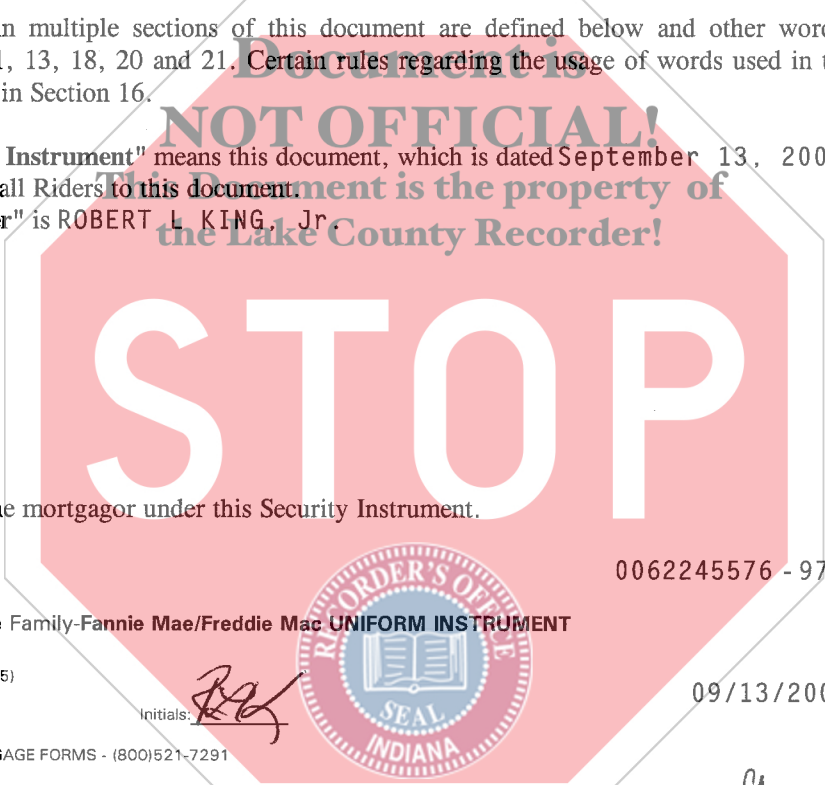 in multiple sections of this document are defined below and other word
1, 13, 18, 20 and 21. Certain rules regarding the usage of words used in t
in Section 16.
Document is
NOT OFFICIAL!
This Document is the property of
the Lake County Recorder!
Instrument" means this document, which is dated September 13, 200
all Riders to this document.
r" is ROBERT L KING, Jr.
STOP
e mortgagor under this Security Instrument.
0062245576 - 97
RECORDER'S OFFICE
SEAL
INDIANA
e Family-Fannie Mae/Freddie Mac UNIFORM INSTRUMENT
5)
09/13/200
Initials: RLK
GAGE FORMS - (800)521-7291